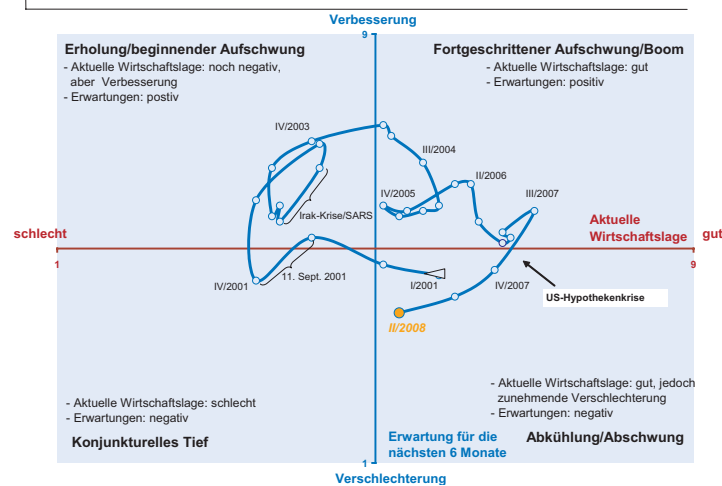 Verbesserung
9
Erholung/beginnender Aufschwung
- Aktuelle Wirtschaftslage: noch negativ,
aber Verbesserung
- Erwartungen: postiv
Fortgeschrittener Aufschwung/Boom
- Aktuelle Wirtschaftslage: gut
- Erwartungen: positiv
IV/2003
III/2004
II/2006
IV/2005
III/2007
Irak-Krise/SARS
Aktuelle
Wirtschaftslage
schlecht
gut
1
9
11. Sept. 2001
IV/2001
I/2001
IV/2007
US-Hypothekenkrise
II/2008
- Aktuelle Wirtschaftslage: schlecht
- Erwartungen: negativ
Konjunkturelles Tief
- Aktuelle Wirtschaftslage: gut, jedoch
zunehmende Verschlechterung
- Erwartungen: negativ
Abkühlung/Abschwung
Erwartung für die
nächsten 6 Monate
1
Verschlechterung